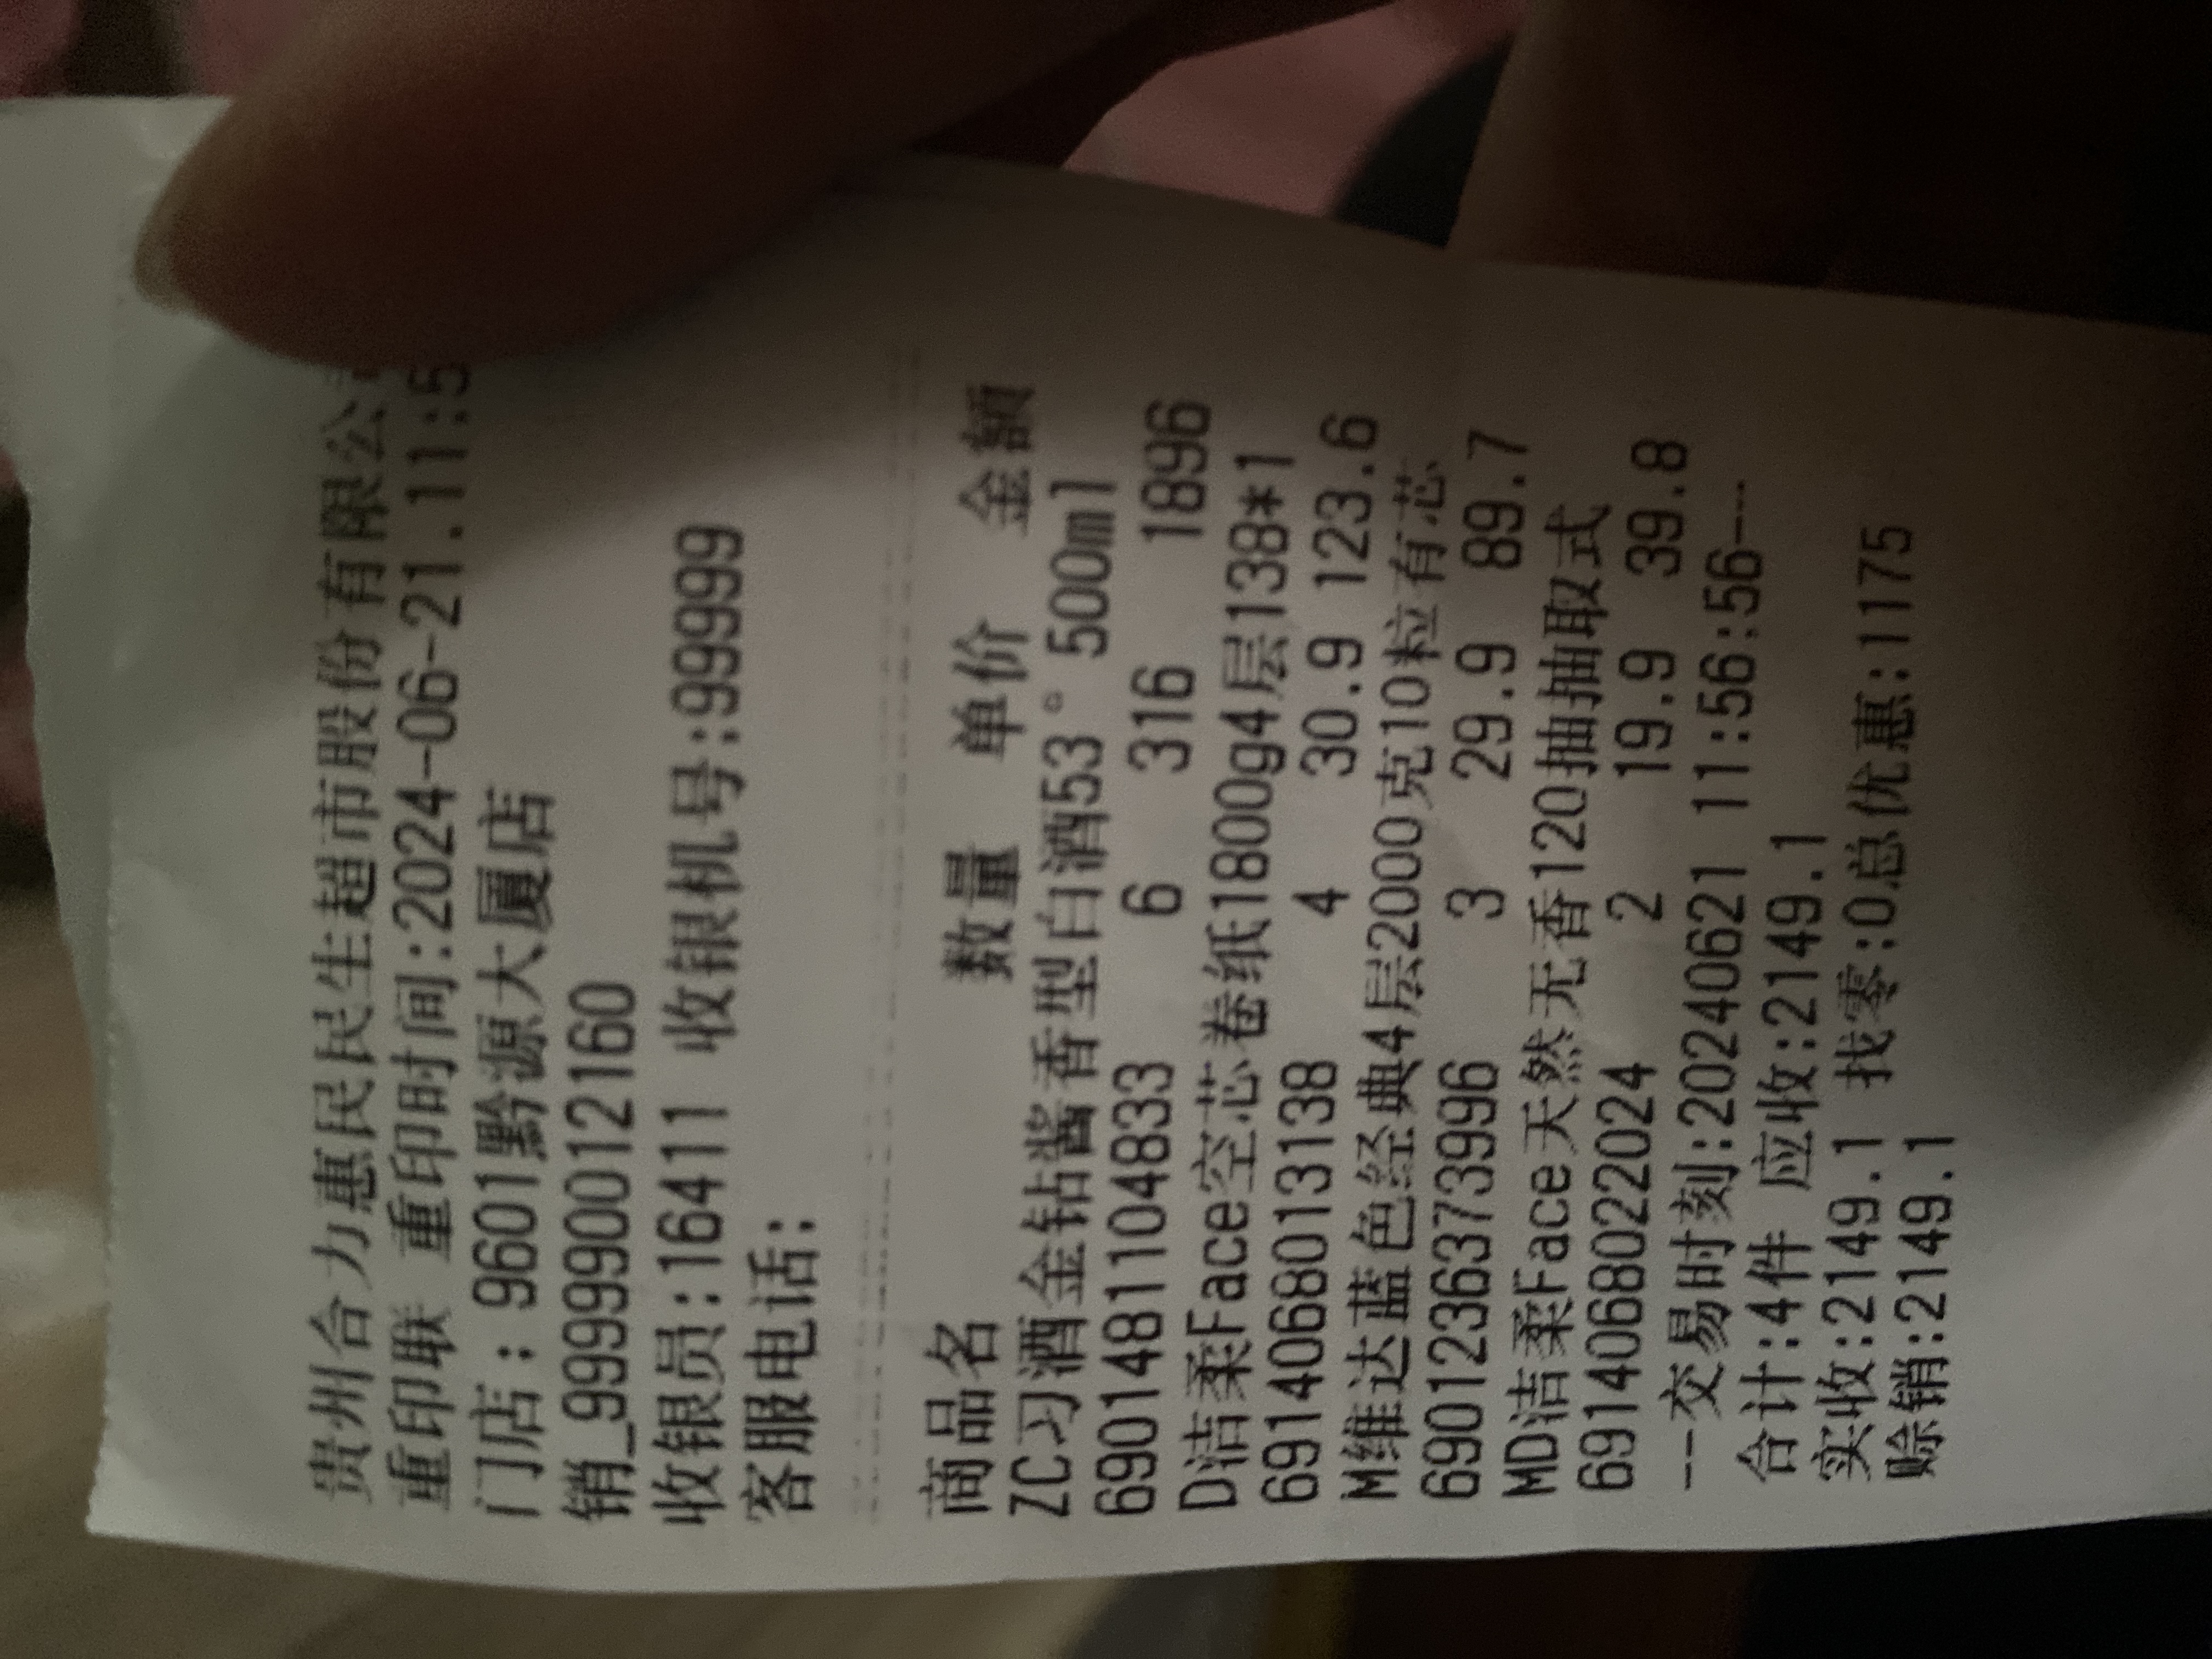 贵州合力惠民民生超市股份有限公
重印联 重印时间:2024-06-21.11:5
门店: 9601黔源大厦店
销_9999900012160
收银员:16411 收银机号:99999
客服电话:
商品名 数量 单价 金额
ZC习酒金钻酱香型白酒53°500ml
6901481104833 6 316 1896
D洁柔Face空芯卷纸1800g4层138*1
6914068013138 4 30.9 123.6
M维达蓝色经典4层2000克10粒有芯
6901236373996 3 29.9 89.7
MD洁柔Face天然无香120抽抽取式
6914068022024 2 19.9 39.8
--交易时刻:20240621 11:56:56---
合计:4件 应收:2149.1
实收:2149.1 找零:0总优惠:1175
赊销:2149.1